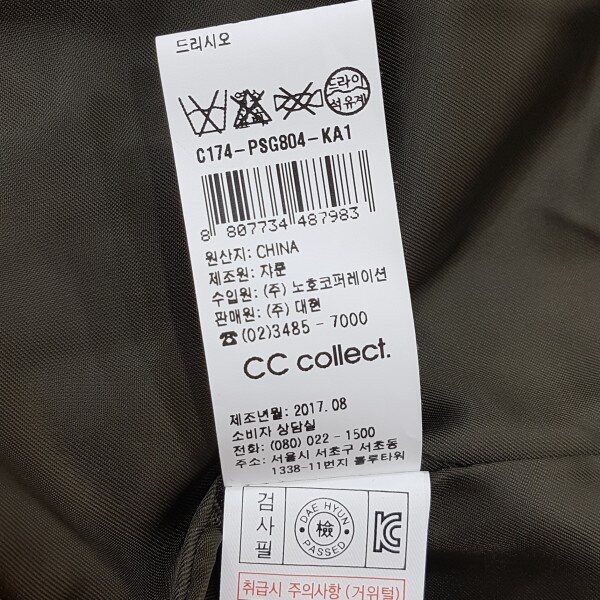 드리시오
드라이
석유계
C174-PSG804-KA1
8 807734 487983
원산지: CHINA
제조원: 자룬
수입원: (주) 노호코퍼레이션
판매원: (주) 대현
☎(02)3485-7000
CC collect.
제조년월: 2017.08
소비자 상담실
전화: (080) 022-1500
주소: 서울시 서초구 서초동
1338-11번지 블루타워
검사필
DAE HYUN
檢
PASSED
취급시 주의사항 (거위털)